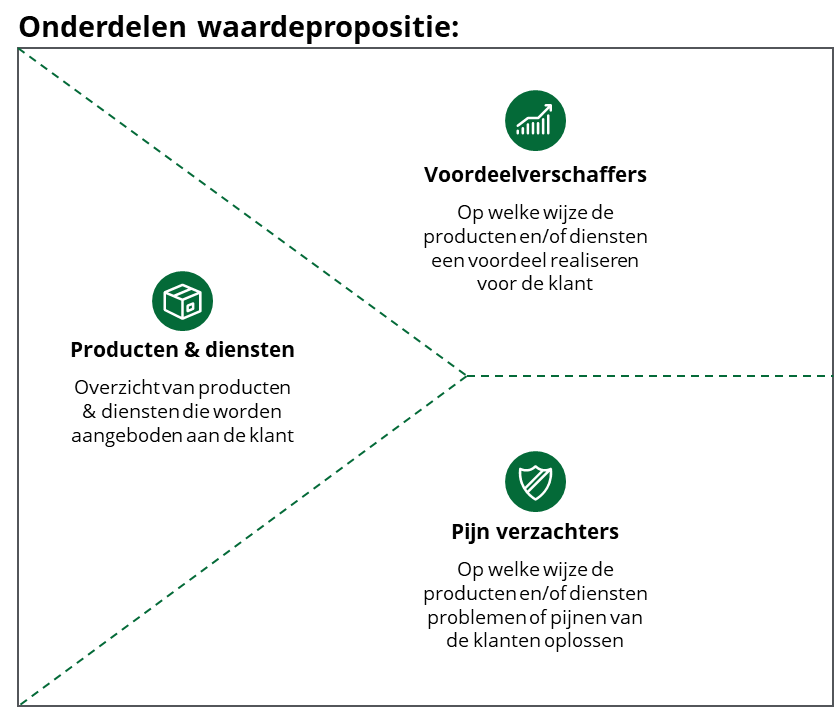 Onderdelen waardepropositie:
Voordeelverschaffers
Op welke wijze de
producten en/of diensten
een voordeel realiseren
voor de klant
Producten & diensten
Overzicht van producten
& diensten die worden
aangeboden aan de klant
Pijn verzachters
Op welke wijze de
producten en/of diensten
problemen of pijnen van
de klanten oplossen